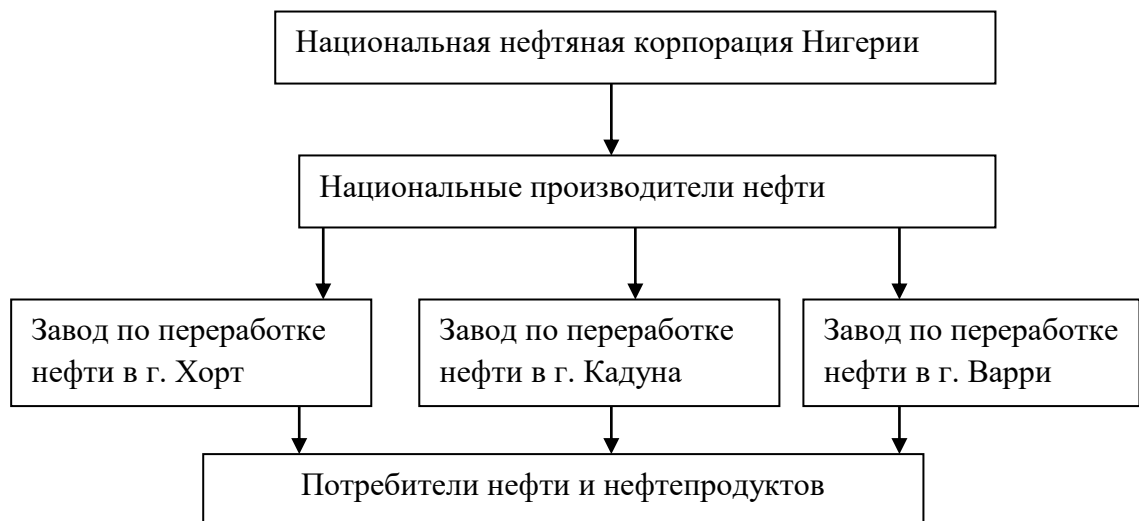 Национальная нефтяная корпорация Нигерии
Национальные производители нефти
Завод по переработке
нефти в г. Хорт
Завод по переработке
нефти в г. Кадуна
Завод по переработке
нефти в г. Варри
Потребители нефти и нефтепродуктов